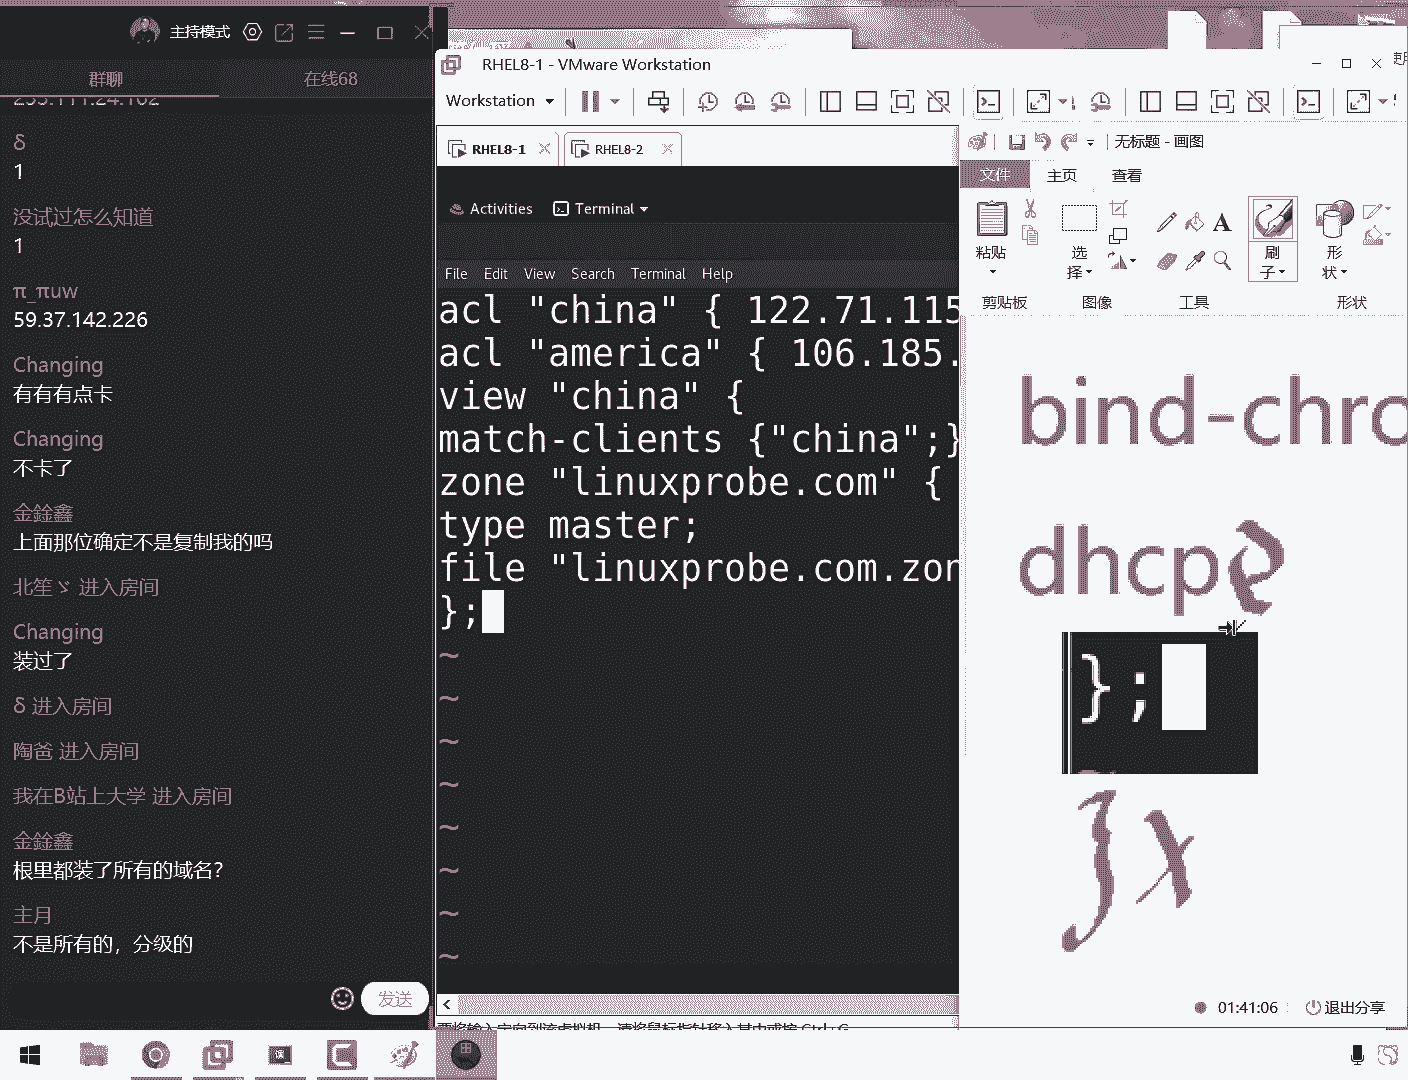 主持模式
群聊
在线68
δ
1
没试过怎么知道
1
π_πuw
59.37.142.226
Changing
有有有点卡
Changing
不卡了
金銓鑫
上面那位确定不是复制我的吗
北笙ゞ 进入房间
Changing
装过了
δ 进入房间
陶爸 进入房间
我在B站上大学 进入房间
金銓鑫
根里都装了所有的域名?
主月
不是所有的，分级的
发送
RHEL8-1 - VMware Workstation
Workstation
RHEL8-1
RHEL8-2
Activities
Terminal
File Edit View Search Terminal Help
acl "china" { 122.71.115
acl "america" { 106.185.
view "china" {
match-clients {"china";}
zone "linuxprobe.com" {
type master;
file "linuxprobe.com.zon
};
~
~
~
~
~
~
~
~
无标题 - 画图
文件 主页 查看
粘贴
选择
刷子
形状
剪贴板 图像 工具 形状
bind-chro
dhcp
};
01:41:06 退出分享